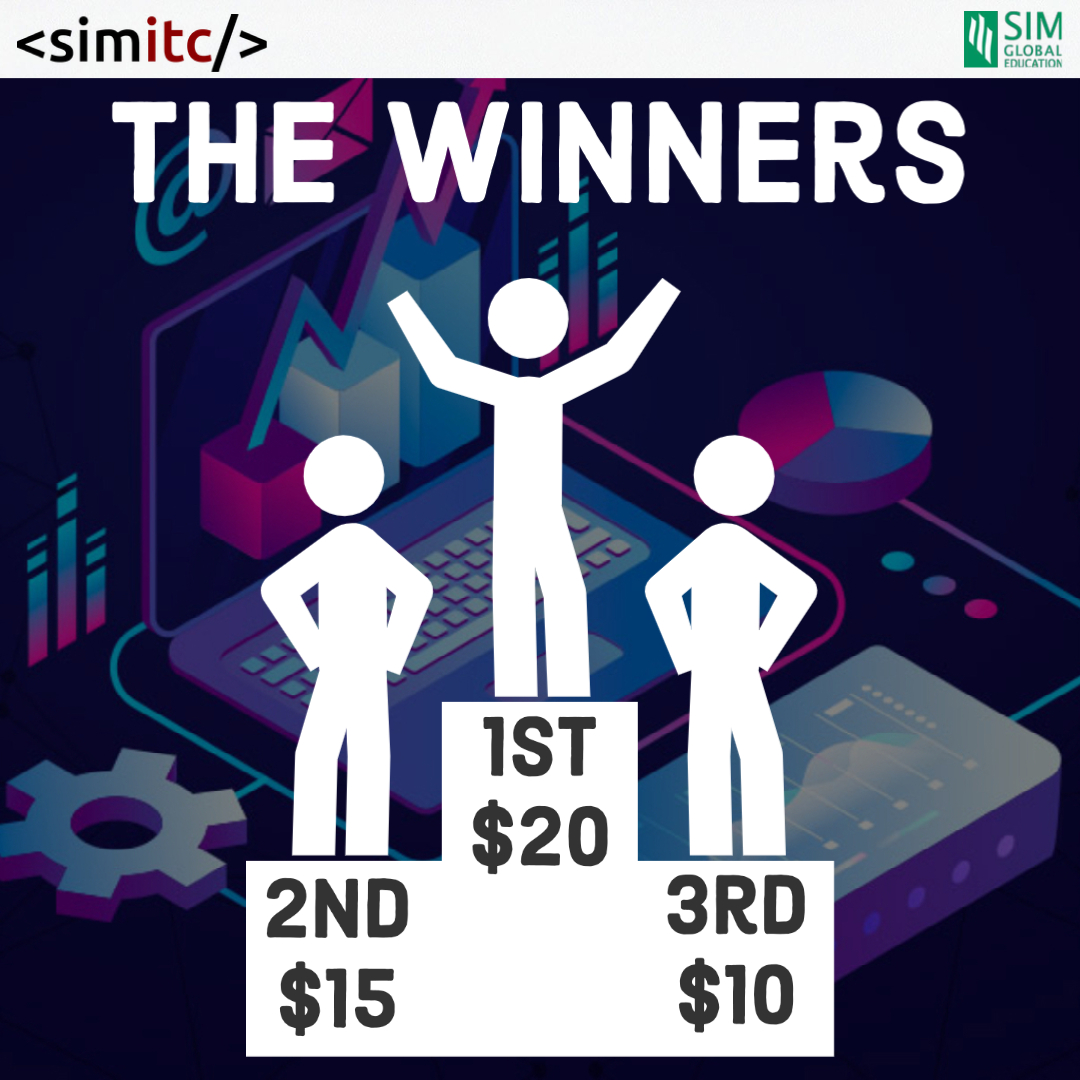 <simitc/>
SIM
GLOBAL
EDUCATION
THE WINNERS
@
1ST
$20
2ND
$15
3RD
$10